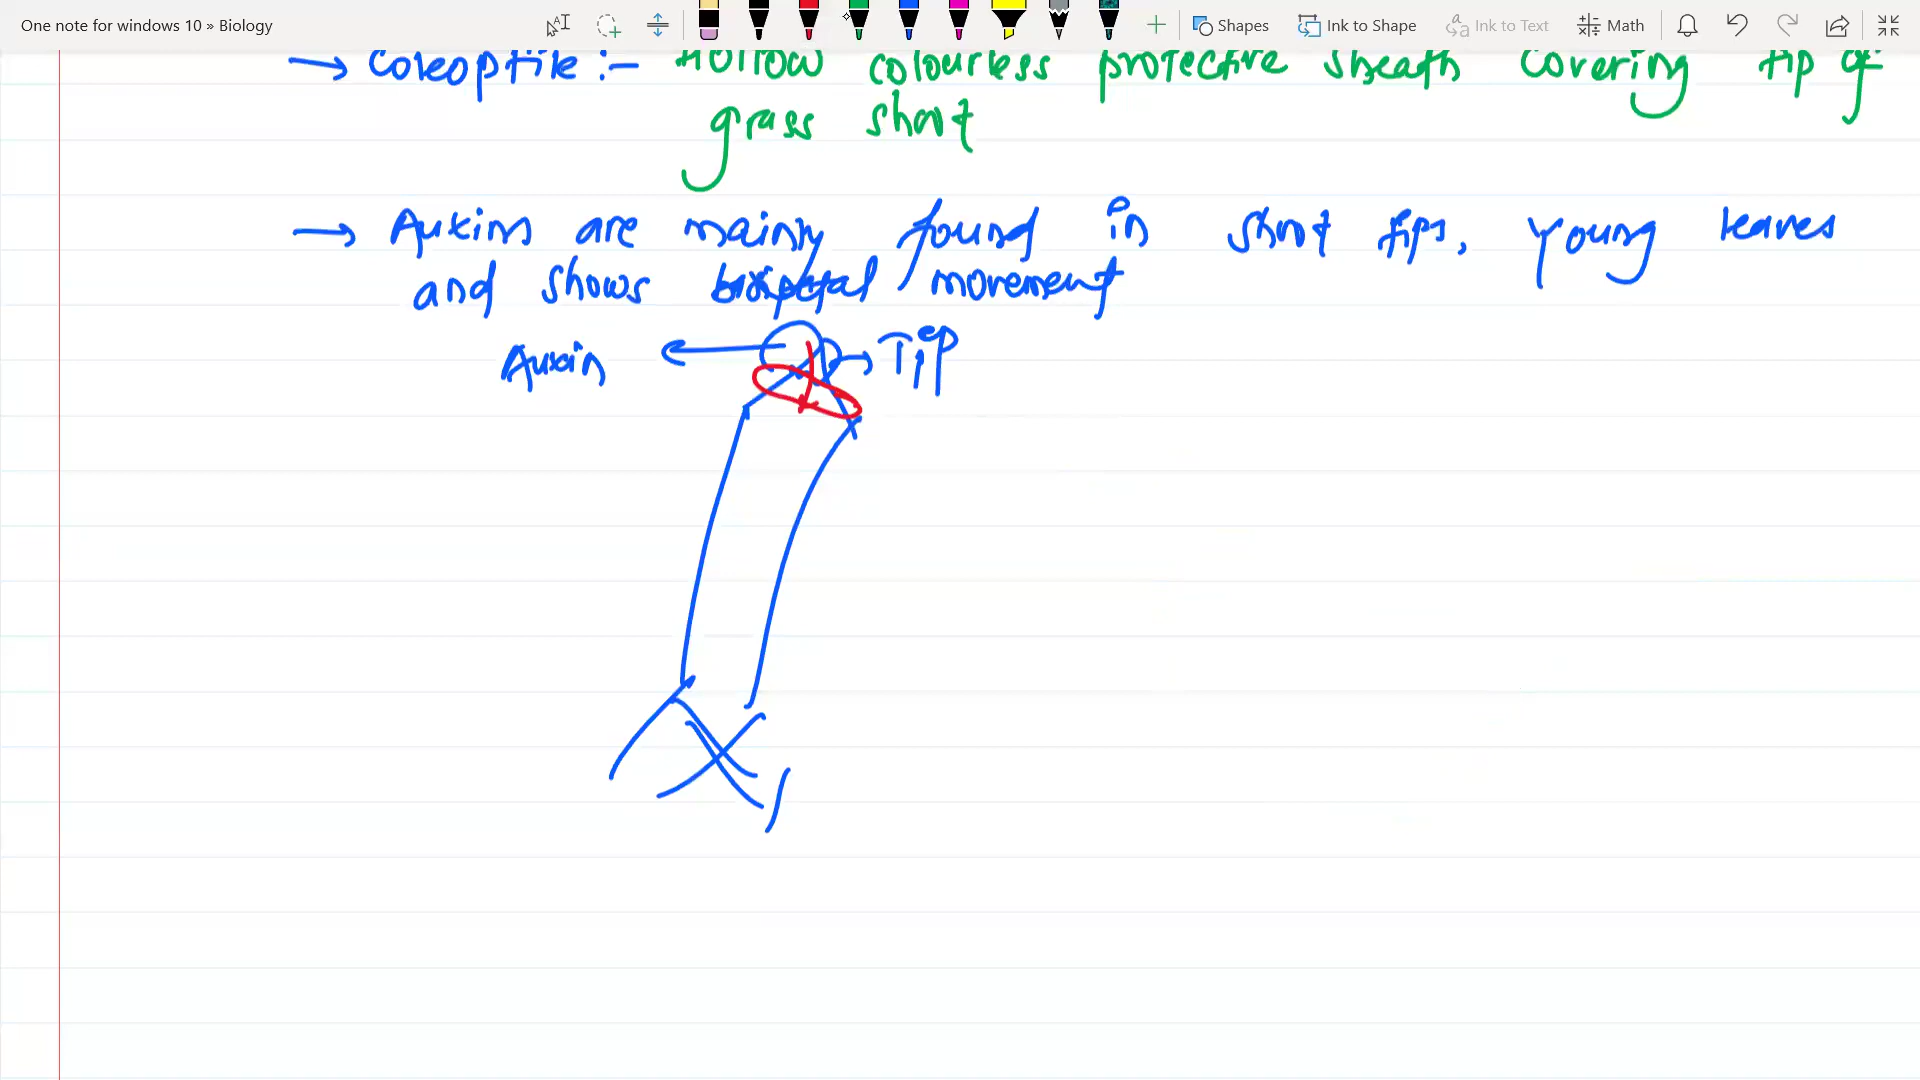 One note for windows 10 » Biology
Shapes
Ink to Shape
Ink to Text
Math
→ Coleoptile :- Hollow colourless protective sheath covering tip of
grass shoot
→ Auxins are mainly found in shoot tips, young leaves
and shows movement
Auxin
Tip